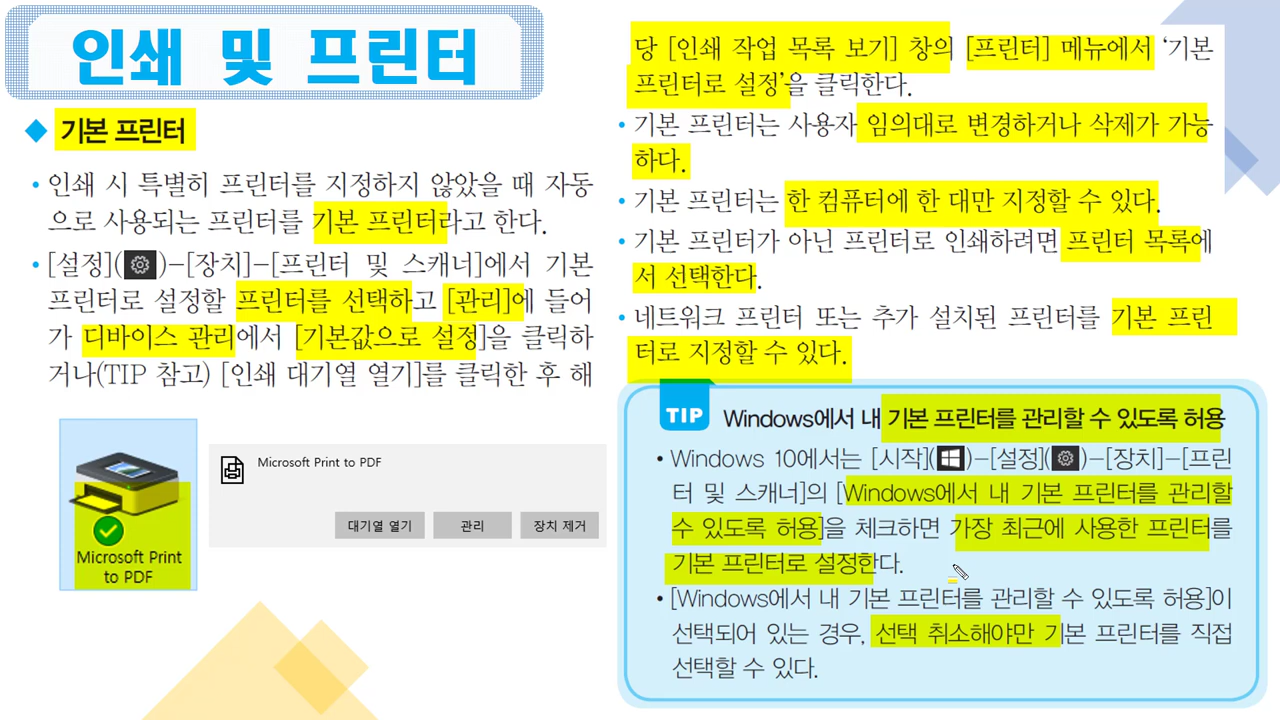 인쇄 및 프린터
◆ 기본 프린터
• 인쇄 시 특별히 프린터를 지정하지 않았을 때 자동
으로 사용되는 프린터를 기본 프린터라고 한다.
• [설정]( )–[장치]–[프린터 및 스캐너]에서 기본
프린터로 설정할 프린터를 선택하고 [관리]에 들어
가 디바이스 관리에서 [기본값으로 설정]을 클릭하
거나(TIP 참고) [인쇄 대기열 열기]를 클릭한 후 해
Microsoft Print
to PDF
Microsoft Print to PDF
대기열 열기 관리 장치 제거
당 [인쇄 작업 목록 보기] 창의 [프린터] 메뉴에서 ‘기본
프린터로 설정’을 클릭한다.
• 기본 프린터는 사용자 임의대로 변경하거나 삭제가 가능
하다.
• 기본 프린터는 한 컴퓨터에 한 대만 지정할 수 있다.
• 기본 프린터가 아닌 프린터로 인쇄하려면 프린터 목록에
서 선택한다.
• 네트워크 프린터 또는 추가 설치된 프린터를 기본 프린
터로 지정할 수 있다.
TIP Windows에서 내 기본 프린터를 관리할 수 있도록 허용
• Windows 10에서는 [시작]( )–[설정]( )–[장치]–[프린
터 및 스캐너]의 [Windows에서 내 기본 프린터를 관리할
수 있도록 허용]을 체크하면 가장 최근에 사용한 프린터를
기본 프린터로 설정한다.
• [Windows에서 내 기본 프린터를 관리할 수 있도록 허용]이
선택되어 있는 경우, 선택 취소해야만 기본 프린터를 직접
선택할 수 있다.